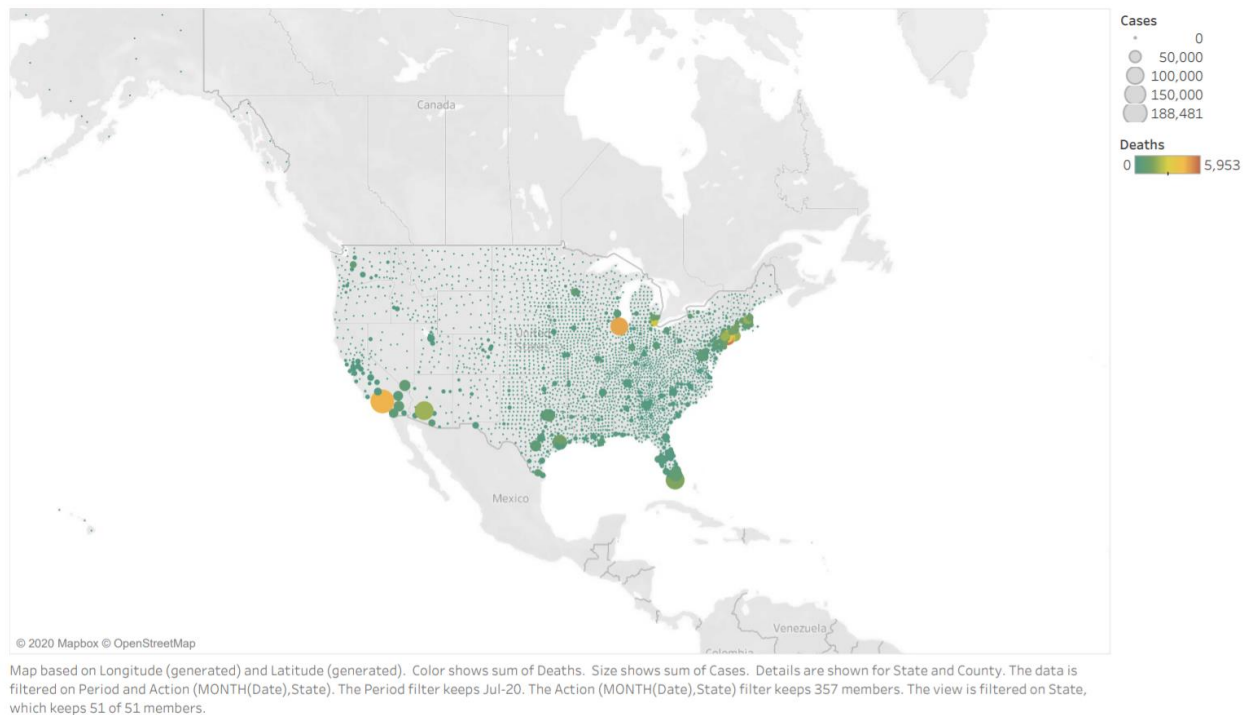 Cases
0
50,000
100,000
150,000
188,481
Deaths
0 5,953
Canada
Mexico
Venezuela
Colombia
© 2020 Mapbox © OpenStreetMap
Map based on Longitude (generated) and Latitude (generated). Color shows sum of Deaths. Size shows sum of Cases. Details are shown for State and County. The data is
filtered on Period and Action (MONTH(Date),State). The Period filter keeps Jul-20. The Action (MONTH(Date),State) filter keeps 357 members. The view is filtered on State,
which keeps 51 of 51 members.